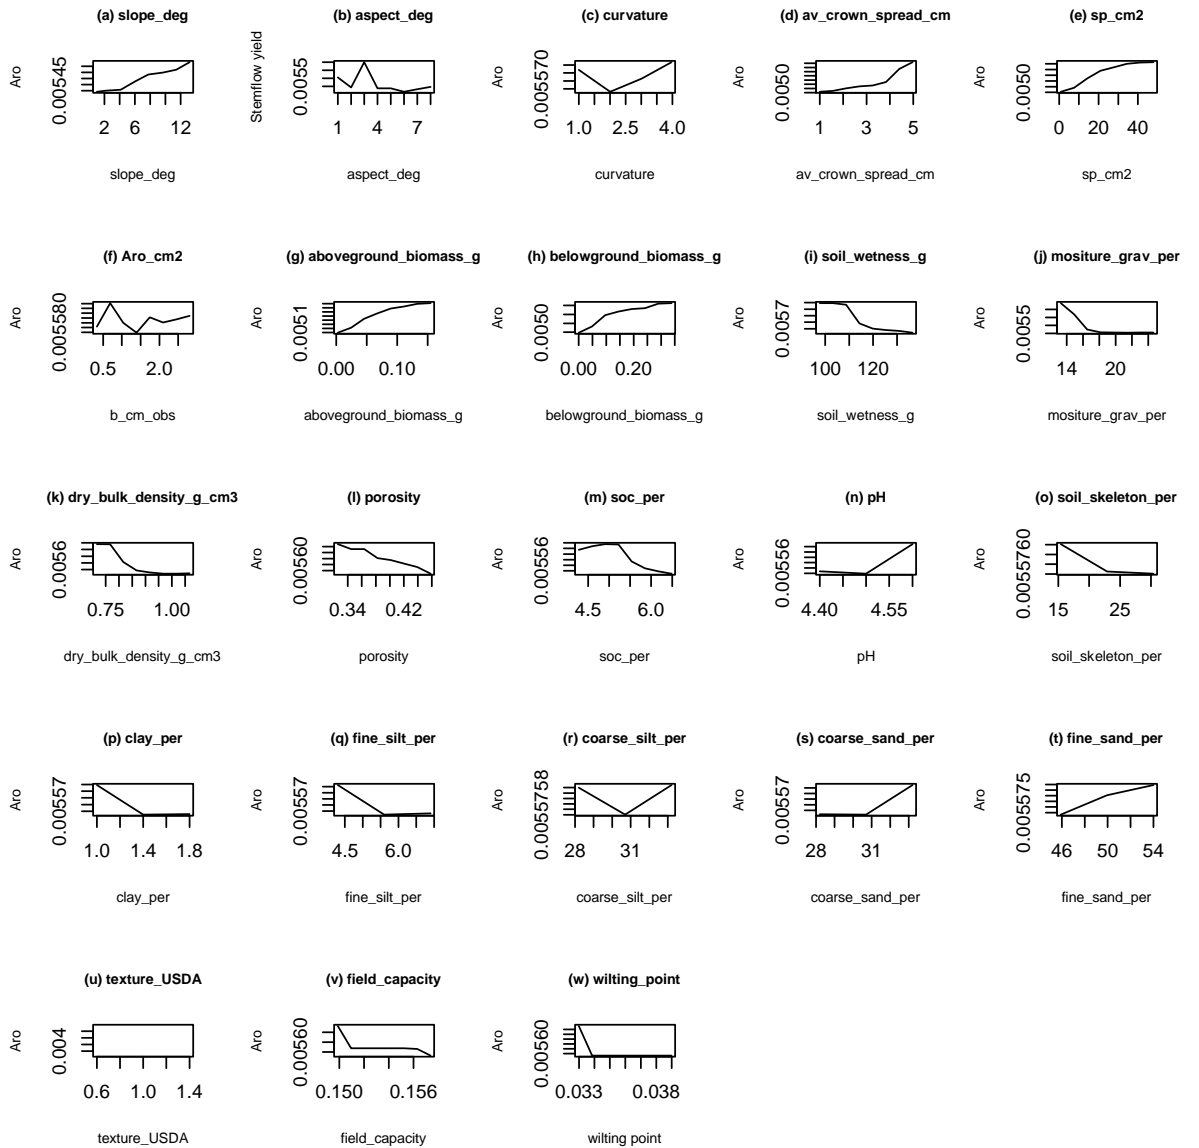 (a) slope_deg
Aro
0.00545
2 6 12
slope_deg
(b) aspect_deg
Stemflow yield
0.0055
1 4 7
aspect_deg
(c) curvature
Aro
0.005570
1.0 2.5 4.0
curvature
(d) av_crown_spread_cm
Aro
0.0050
1 3 5
av_crown_spread_cm
(e) sp_cm2
Aro
0.0050
0 20 40
sp_cm2
(f) Aro_cm2
Aro
0.005580
0.5 2.0
b_cm_obs
(g) aboveground_biomass_g
Aro
0.0051
0.00 0.10
aboveground_biomass_g
(h) belowground_biomass_g
Aro
0.0050
0.00 0.20
belowground_biomass_g
(i) soil_wetness_g
Aro
0.0057
100 120
soil_wetness_g
(j) mositure_grav_per
Aro
0.0055
14 20
mositure_grav_per
(k) dry_bulk_density_g_cm3
Aro
0.0056
0.75 1.00
dry_bulk_density_g_cm3
(l) porosity
Aro
0.00560
0.34 0.42
porosity
(m) soc_per
Aro
0.00556
4.5 6.0
soc_per
(n) pH
Aro
0.00556
4.40 4.55
pH
(o) soil_skeleton_per
Aro
0.0055760
15 25
soil_skeleton_per
(p) clay_per
Aro
0.00557
1.0 1.4 1.8
clay_per
(q) fine_silt_per
Aro
0.00557
4.5 6.0
fine_silt_per
(r) coarse_silt_per
Aro
0.0055758
28 31
coarse_silt_per
(s) coarse_sand_per
Aro
0.00557
28 31
coarse_sand_per
(t) fine_sand_per
Aro
0.005575
46 50 54
fine_sand_per
(u) texture_USDA
Aro
0.004
0.6 1.0 1.4
texture_USDA
(v) field_capacity
Aro
0.00560
0.150 0.156
field_capacity
(w) wilting_point
Aro
0.00560
0.033 0.038
wilting point